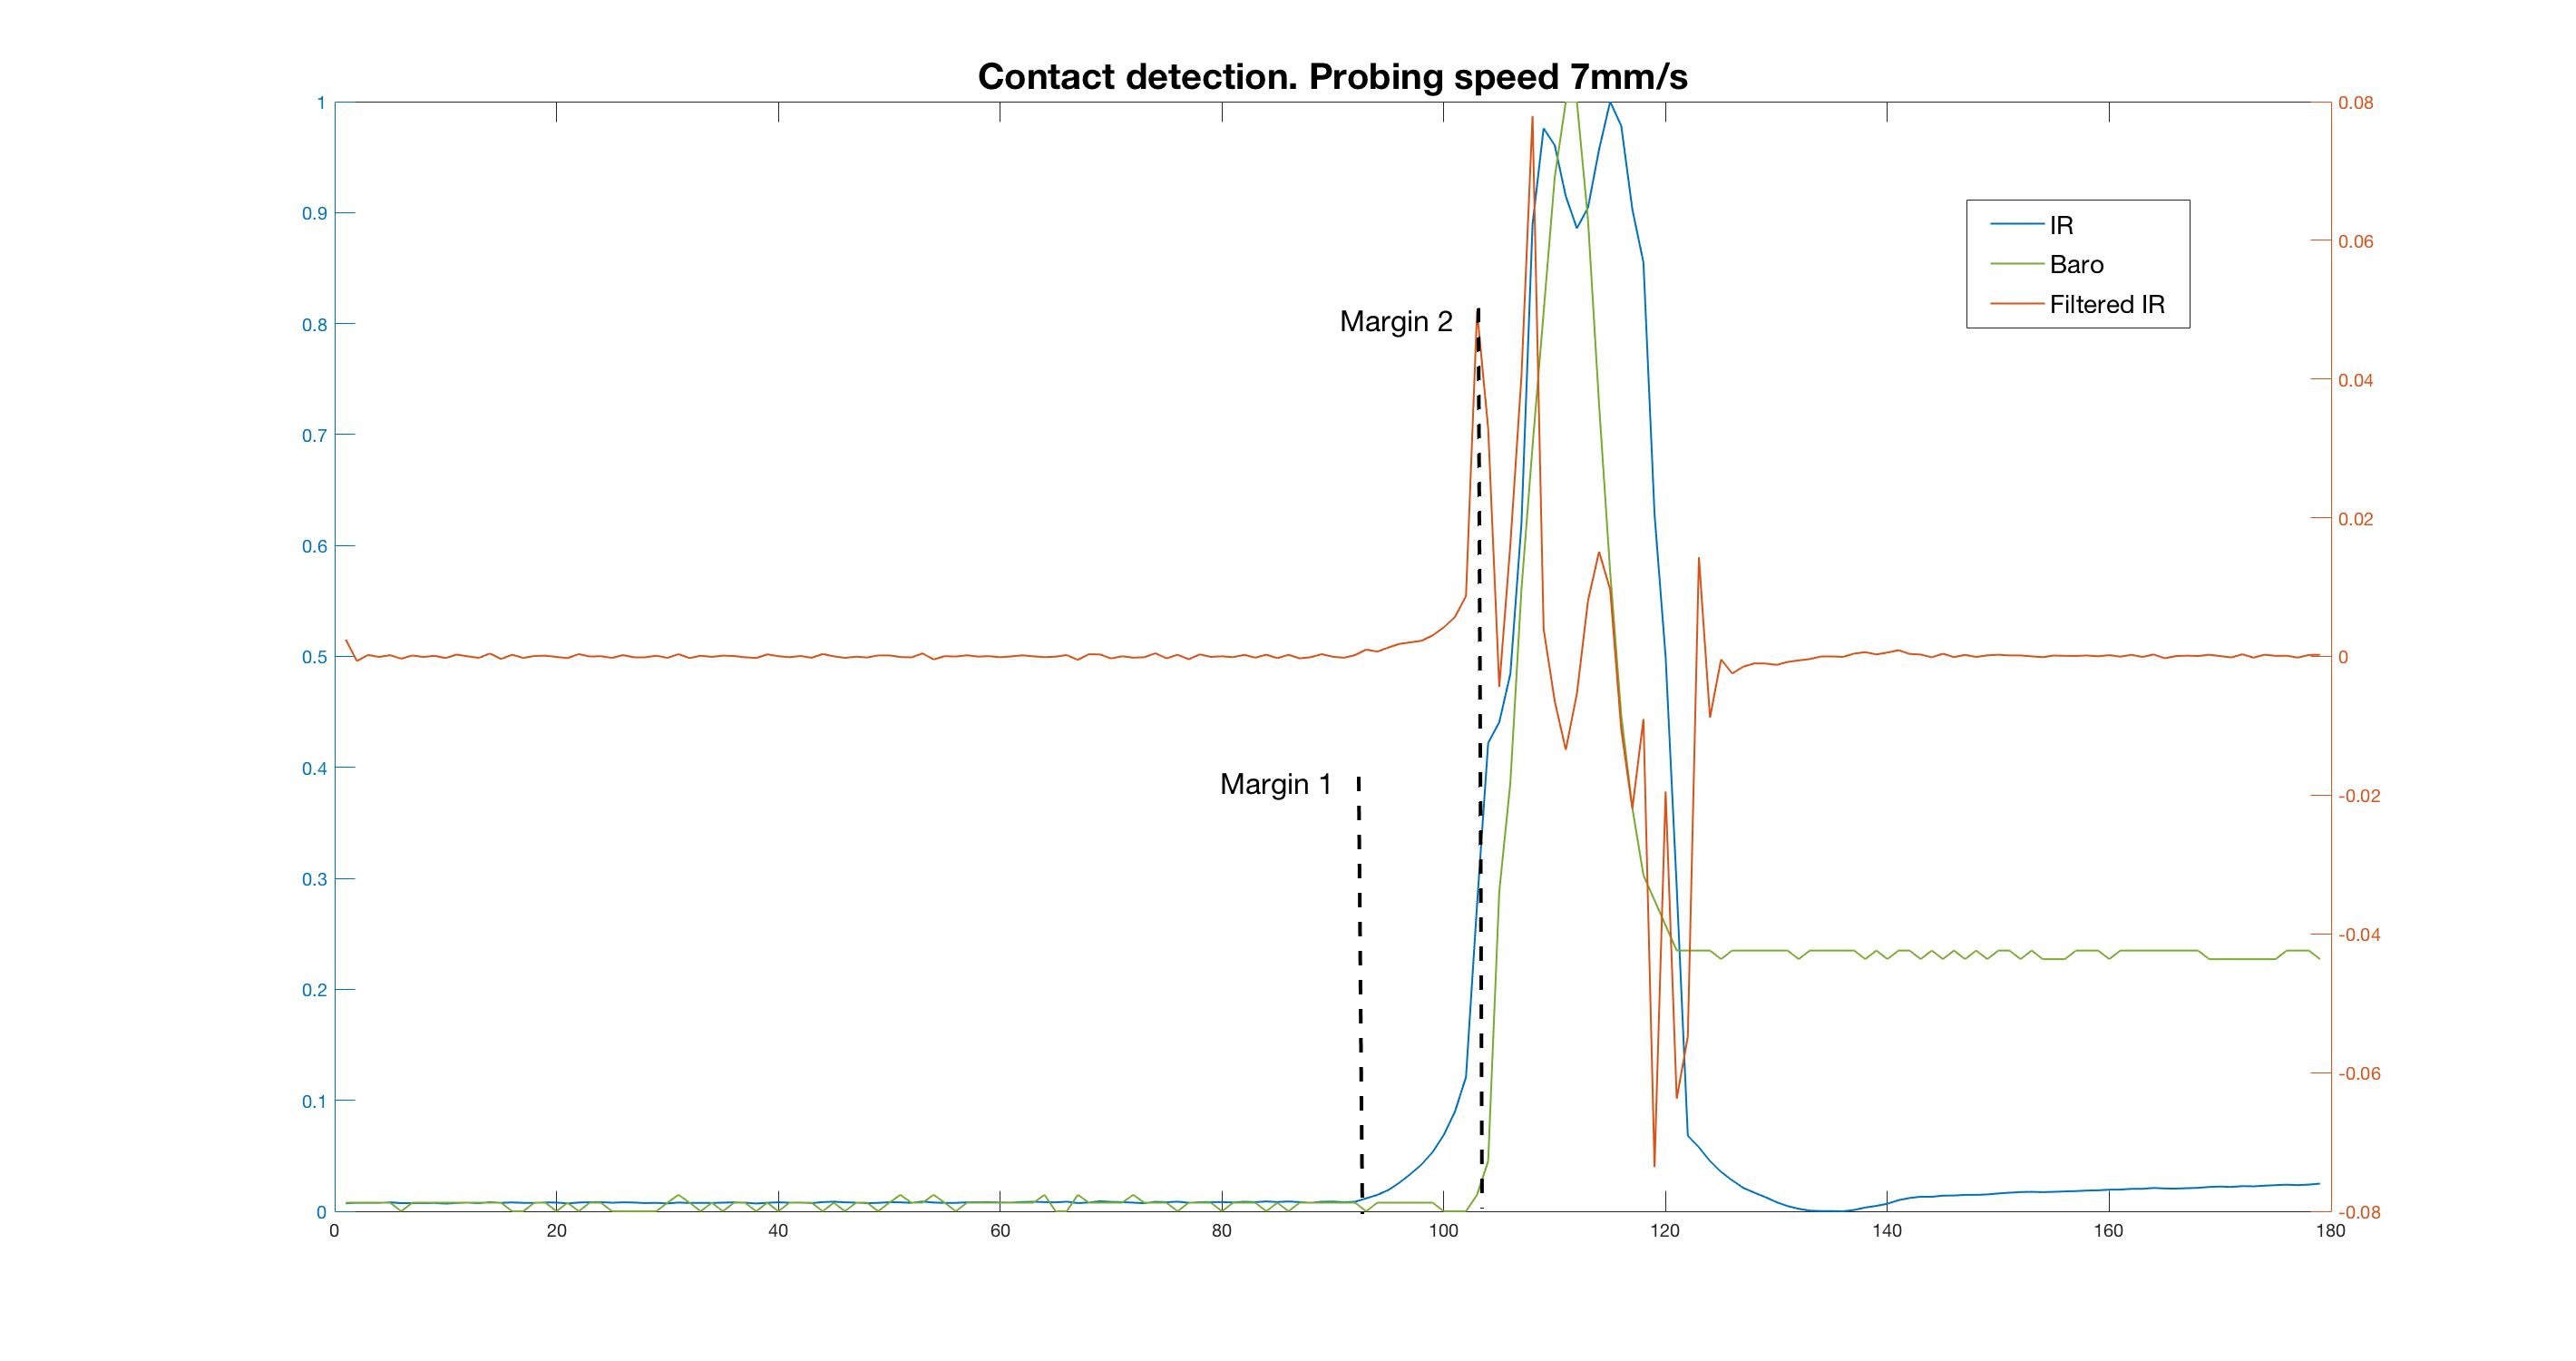 Contact detection. Probing speed 7mm/s
1
0.9
0.8
0.7
0.6
0.5
0.4
0.3
0.2
0.1
0
0.08
0.06
0.04
0.02
0
-0.02
-0.04
-0.06
-0.08
IR
Baro
Filtered IR
Margin 2
Margin 1
0 20 40 60 80 100 120 140 160 180